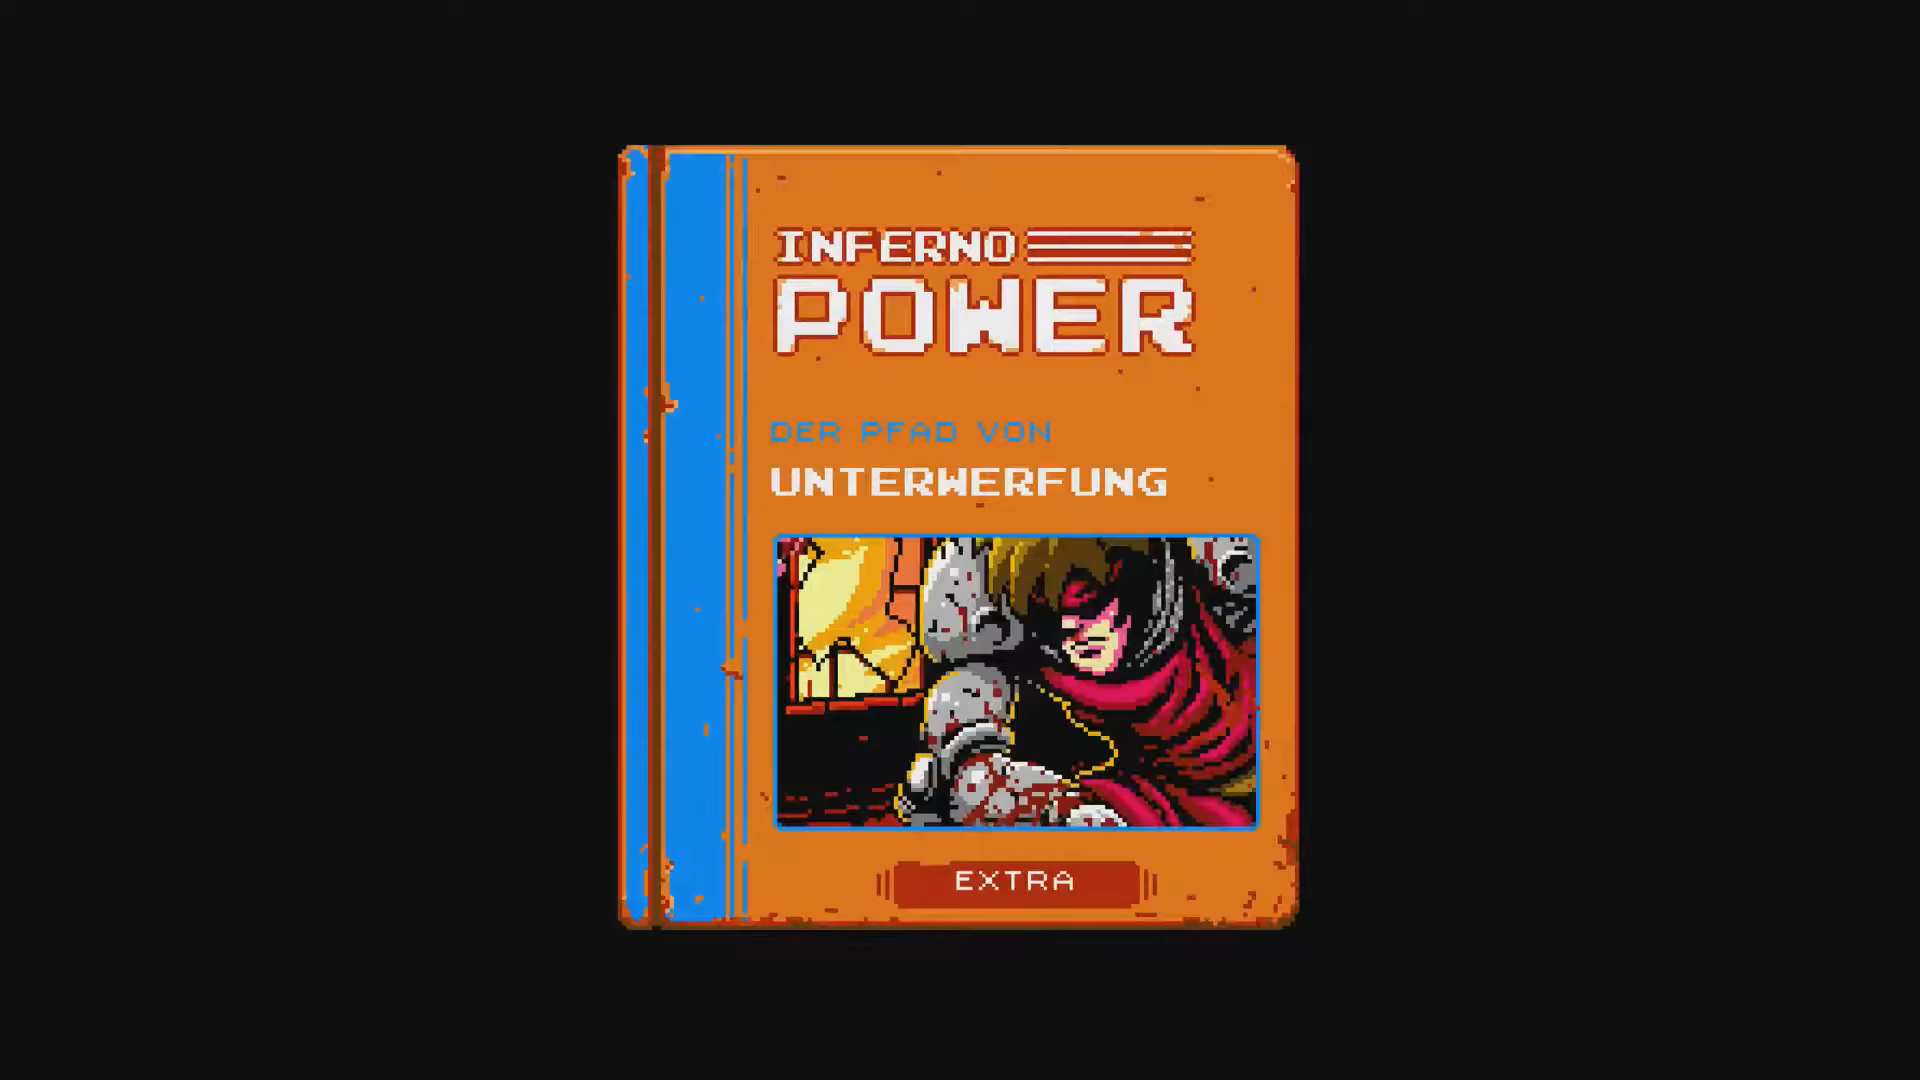 INFERNO
POWER
DER PFAD VON
UNTERWERFUNG
EXTRA